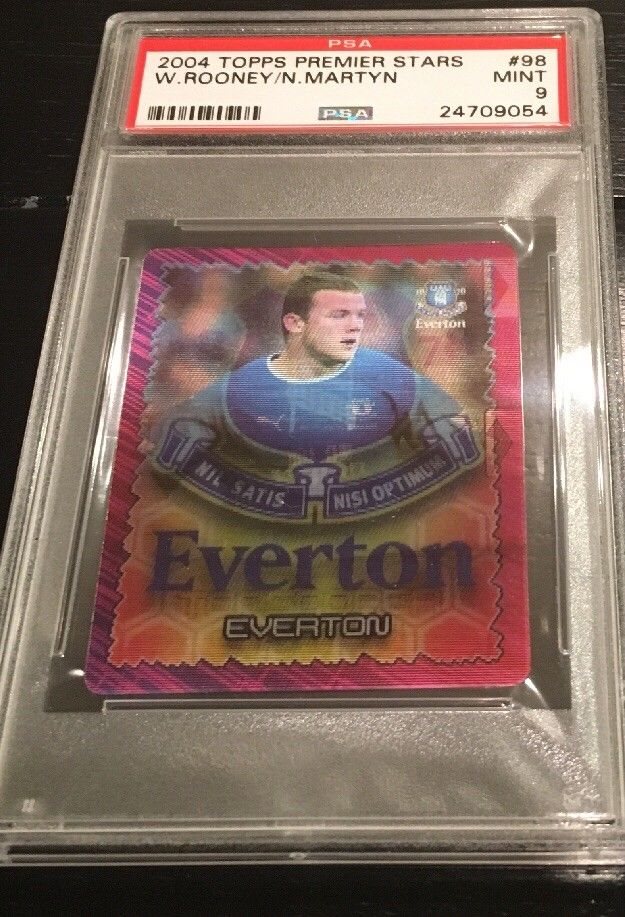 PSA
2004 TOPPS PREMIER STARS #98
W.ROONEY/N.MARTYN MINT
9
PSA 24709054
Everton
NIL SATIS NISI OPTIMUM
Everton
EVERTON